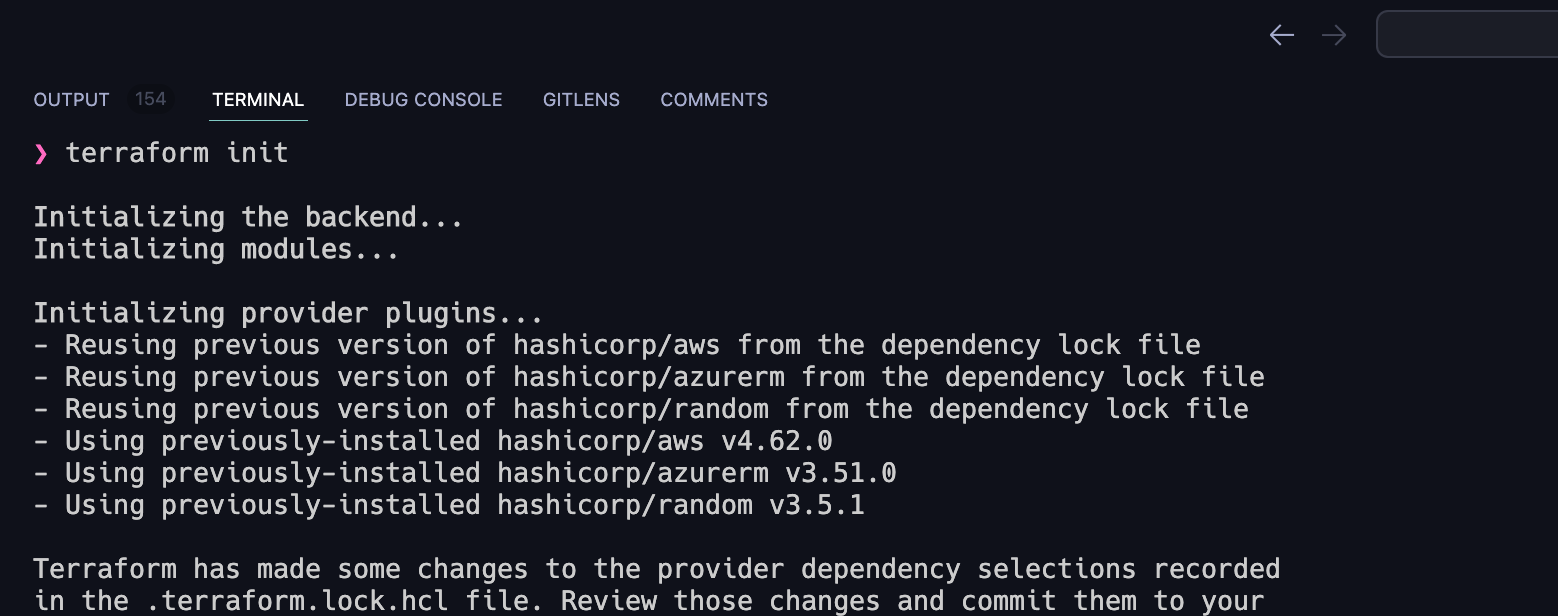 OUTPUT 154 TERMINAL DEBUG CONSOLE GITLENS COMMENTS
❯ terraform init
Initializing the backend...
Initializing modules...
Initializing provider plugins...
- Reusing previous version of hashicorp/aws from the dependency lock file
- Reusing previous version of hashicorp/azurerm from the dependency lock file
- Reusing previous version of hashicorp/random from the dependency lock file
- Using previously-installed hashicorp/aws v4.62.0
- Using previously-installed hashicorp/azurerm v3.51.0
- Using previously-installed hashicorp/random v3.5.1
Terraform has made some changes to the provider dependency selections recorded
in the .terraform.lock.hcl file. Review those changes and commit them to your